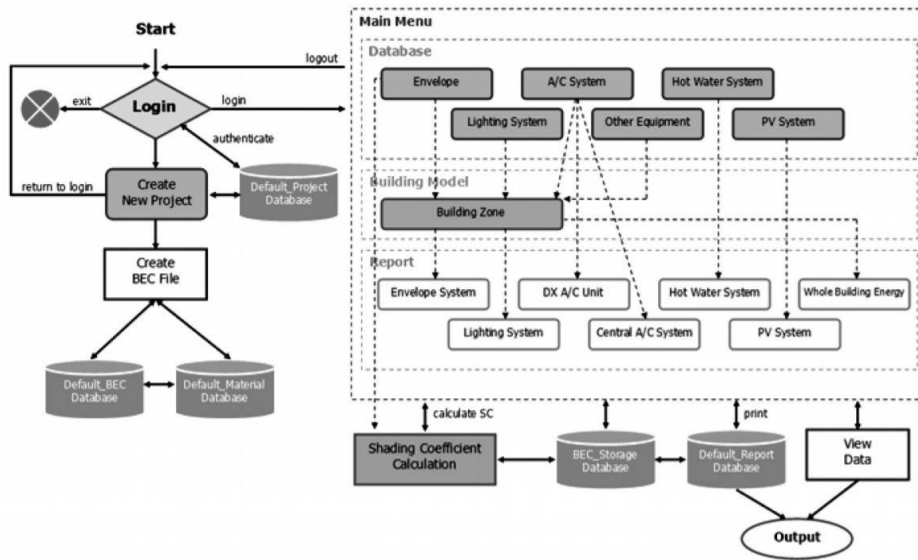 Start
Main Menu
logout
Database
Envelope
A/C System
Hot Water System
exit
Login
login
Lighting System
Other Equipment
PV System
authenticate
return to login
Create
New Project
Default_Project
Database
Building Model
Building Zone
Create
BEC File
Report
Envelope System
DX A/C Unit
Hot Water System
Whole Building Energy
Lighting System
Central A/C System
PV System
Default_BEC
Database
Default_Material
Database
calculate SC
print
Shading Coefficient
Calculation
BEC_Storage
Database
Default_Report
Database
View
Data
Output